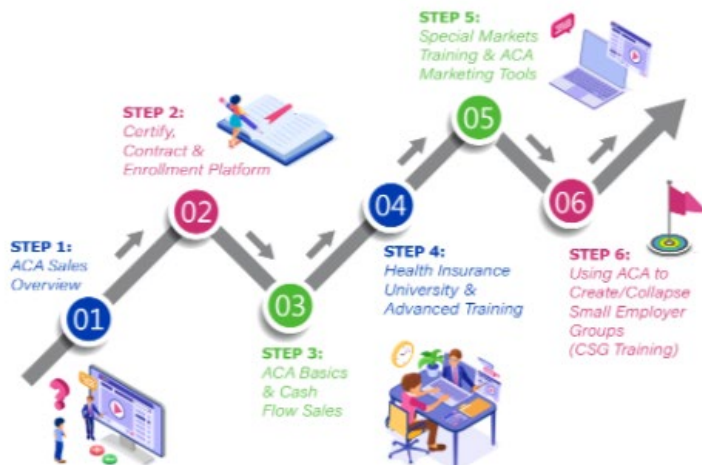 STEP 1:
ACA Sales
Overview
01
STEP 2:
Certify,
Contract &
Enrollment Platform
02
03
STEP 3:
ACA Basics
& Cash
Flow Sales
04
STEP 4:
Health Insurance
University &
Advanced Training
STEP 5:
Special Markets
Training & ACA
Marketing Tools
05
06
STEP 6:
Using ACA to
Create/Collapse
Small Employer
Groups
(CSG Training)